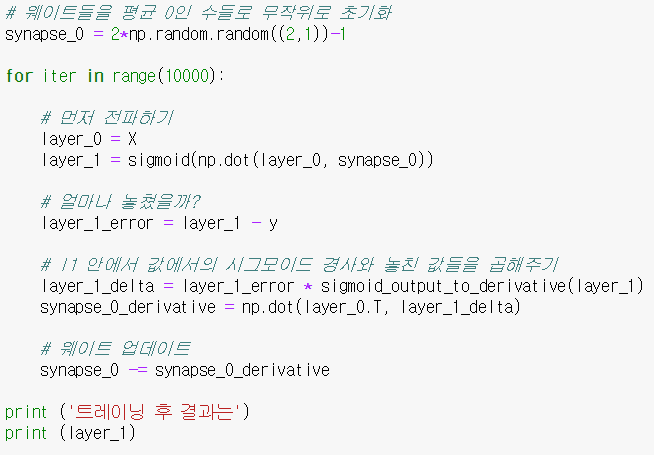 # 웨이트들을 평균 0인 수들로 무작위로 초기화
synapse_0 = 2*np.random.random((2,1))-1
for iter in range(10000):
# 먼저 전파하기
layer_0 = X
layer_1 = sigmoid(np.dot(layer_0, synapse_0))
# 얼마나 놓쳤을까?
layer_1_error = layer_1 - y
# l1 안에서 값에서의 시그모이드 경사와 놓친 값들을 곱해주기
layer_1_delta = layer_1_error * sigmoid_output_to_derivative(layer_1)
synapse_0_derivative = np.dot(layer_0.T, layer_1_delta)
# 웨이트 업데이트
synapse_0 -= synapse_0_derivative
print ('트레이닝 후 결과는')
print (layer_1)